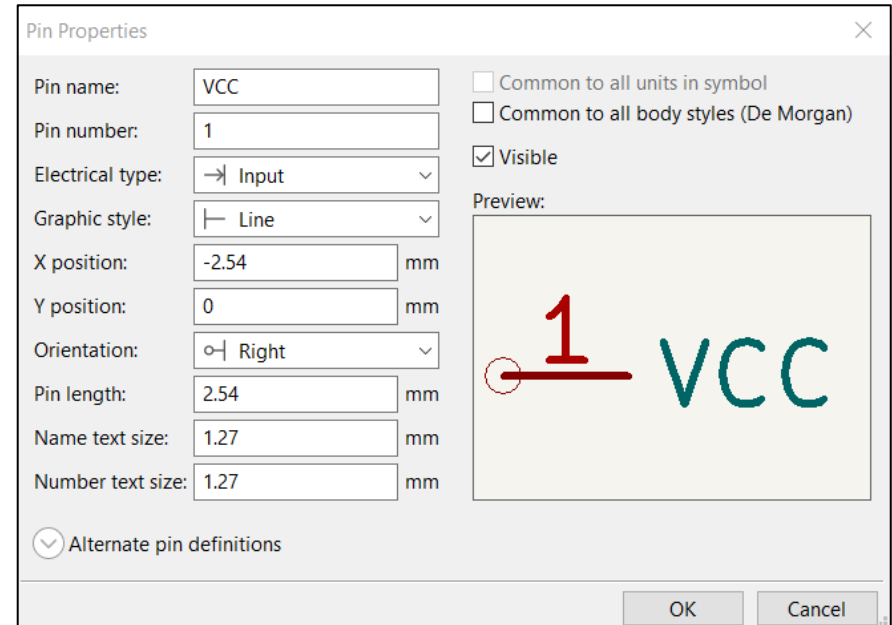 Pin Properties
Pin name: VCC
Pin number: 1
Electrical type: Input
Graphic style: Line
X position: -2.54 mm
Y position: 0 mm
Orientation: Right
Pin length: 2.54 mm
Name text size: 1.27 mm
Number text size: 1.27 mm
Alternate pin definitions
Common to all units in symbol
Common to all body styles (De Morgan)
Visible
Preview:
1
VCC
OK Cancel